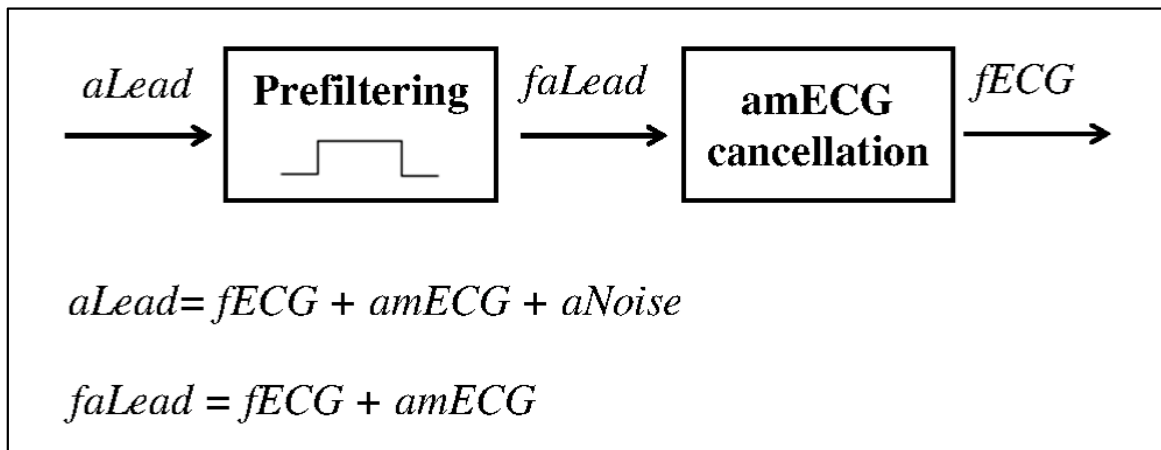 aLead
Prefiltering
faLead
amECG
cancellation
fECG
aLead= fECG + amECG + aNoise
faLead = fECG + amECG